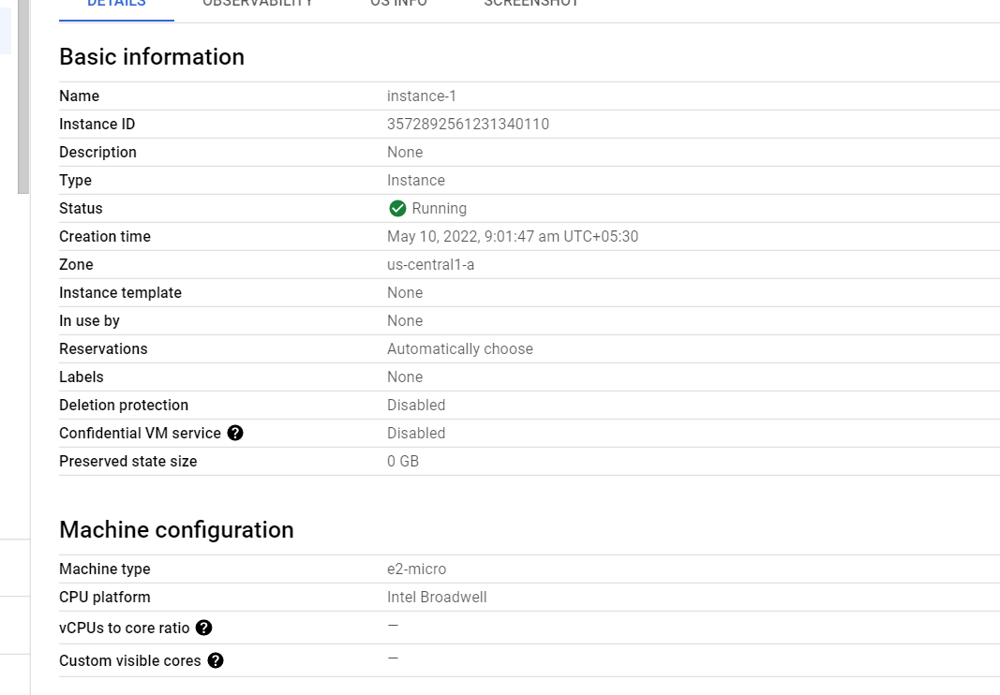 DETAILS OBSERVABILITY OS INFO SCREENSHOT
Basic information
Name instance-1
Instance ID 3572892561231340110
Description None
Type Instance
Status Running
Creation time May 10, 2022, 9:01:47 am UTC+05:30
Zone us-central1-a
Instance template None
In use by None
Reservations Automatically choose
Labels None
Deletion protection Disabled
Confidential VM service ? Disabled
Preserved state size 0 GB
Machine configuration
Machine type e2-micro
CPU platform Intel Broadwell
vCPUs to core ratio ? —
Custom visible cores ? —